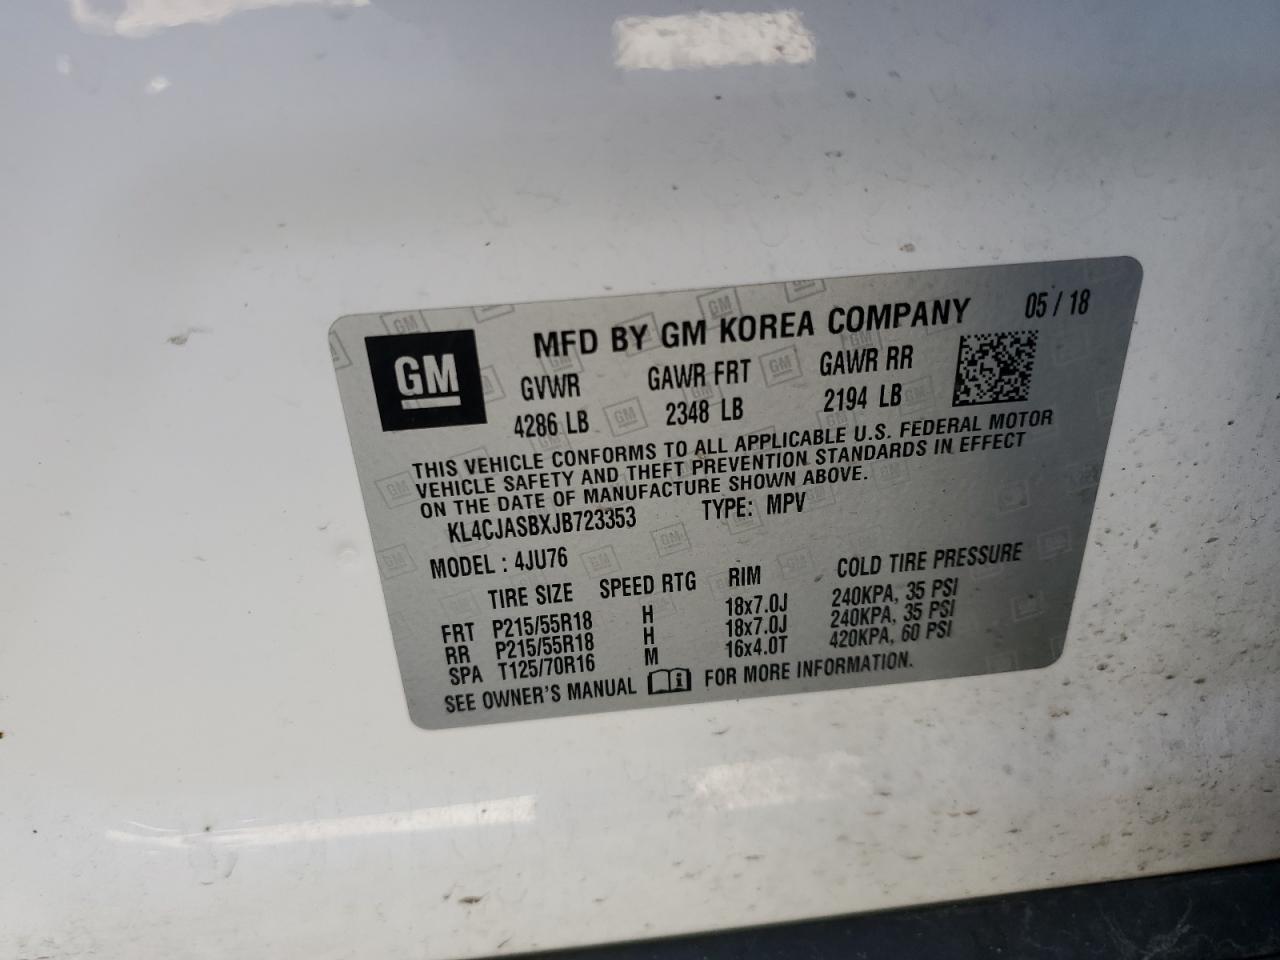 GM
MFD BY GM KOREA COMPANY 05 / 18
GVWR GAWR FRT GAWR RR
4286 LB 2348 LB 2194 LB
THIS VEHICLE CONFORMS TO ALL APPLICABLE U.S. FEDERAL MOTOR
VEHICLE SAFETY AND THEFT PREVENTION STANDARDS IN EFFECT
ON THE DATE OF MANUFACTURE SHOWN ABOVE.
KL4CJASBXJB723353 TYPE: MPV
MODEL : 4JU76
TIRE SIZE SPEED RTG RIM COLD TIRE PRESSURE
FRT P215/55R18 H 18x7.0J 240KPA, 35 PSI
RR P215/55R18 H 18x7.0J 240KPA, 35 PSI
SPA T125/70R16 M 16x4.0T 420KPA, 60 PSI
SEE OWNER'S MANUAL i FOR MORE INFORMATION.